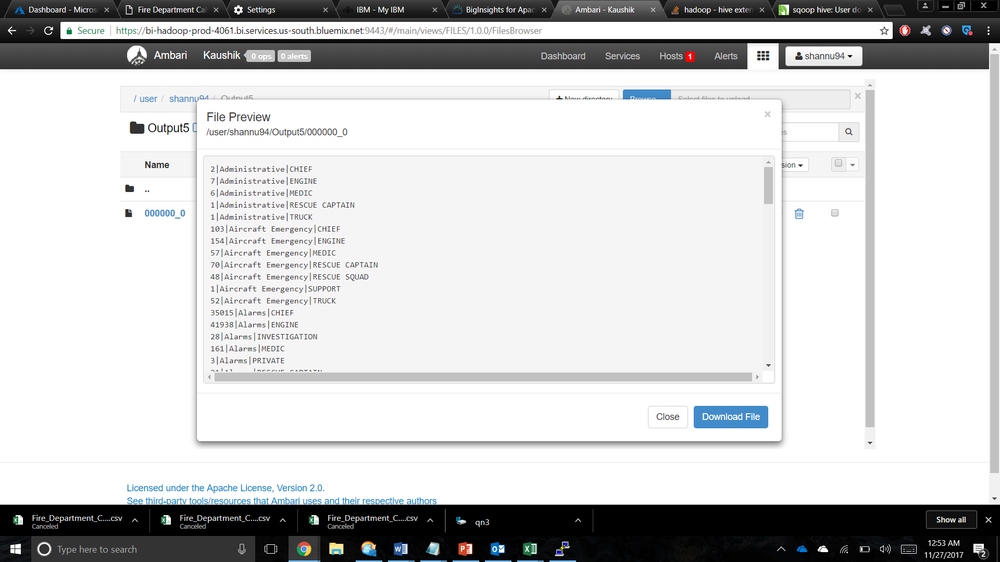 Dashboard - Micros
Fire Department Cal
Settings
IBM - My IBM
BigInsights for Apac
Ambari - Kaushik
hadoop - hive exter
sqoop hive: User do
Secure
https://bi-hadoop-prod-4061.bi.services.us-south.bluemix.net:9443/#/main/views/FILES/1.0.0/FilesBrowser
Ambari Kaushik 0 ops 0 alerts Dashboard Services Hosts 1 Alerts shannu94
/ user / shannu94 / Output5 New directory Browse Select files to upload
File Preview
/user/shannu94/Output5/000000_0
Output5
Name
..
000000_0
2|Administrative|CHIEF
7|Administrative|ENGINE
6|Administrative|MEDIC
1|Administrative|RESCUE CAPTAIN
1|Administrative|TRUCK
103|Aircraft Emergency|CHIEF
154|Aircraft Emergency|ENGINE
57|Aircraft Emergency|MEDIC
70|Aircraft Emergency|RESCUE CAPTAIN
48|Aircraft Emergency|RESCUE SQUAD
1|Aircraft Emergency|SUPPORT
52|Aircraft Emergency|TRUCK
35015|Alarms|CHIEF
41938|Alarms|ENGINE
28|Alarms|INVESTIGATION
161|Alarms|MEDIC
3|Alarms|PRIVATE
Close
Download File
Licensed under the Apache License, Version 2.0.
See third-party tools/resources that Ambari uses and their respective authors
Fire_Department_C....csv
Canceled
Fire_Department_C....csv
Canceled
Fire_Department_C....csv
Canceled
qn3
Show all
Type here to search
12:53 AM
11/27/2017
2